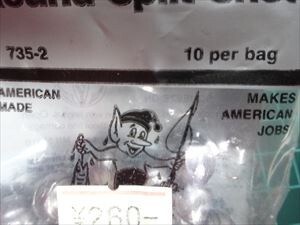 Round Split Shot
735-2
10 per bag
AMERICAN
MADE
MAKES
AMERICAN
JOBS
¥260-